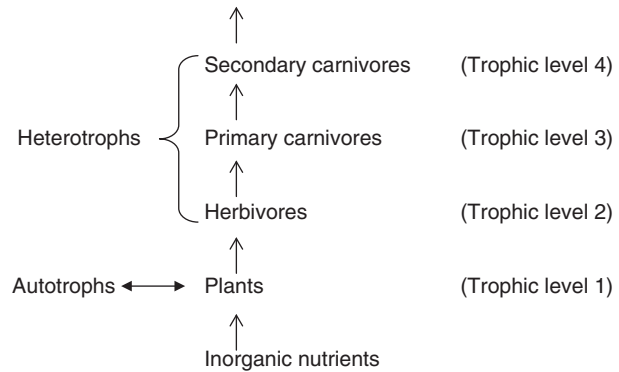 Secondary carnivores (Trophic level 4)
Heterotrophs Primary carnivores (Trophic level 3)
Herbivores (Trophic level 2)
Autotrophs Plants (Trophic level 1)
Inorganic nutrients